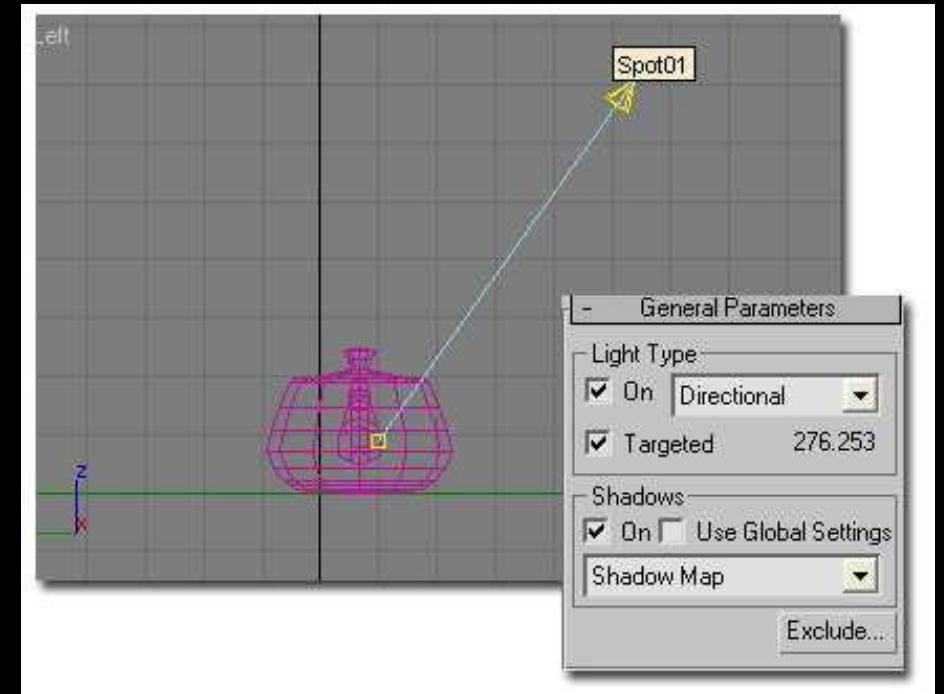 Left
Spot01
- General Parameters
Light Type
On Directional
Targeted 276.253
Shadows
On Use Global Settings
Shadow Map
Exclude...
z
x